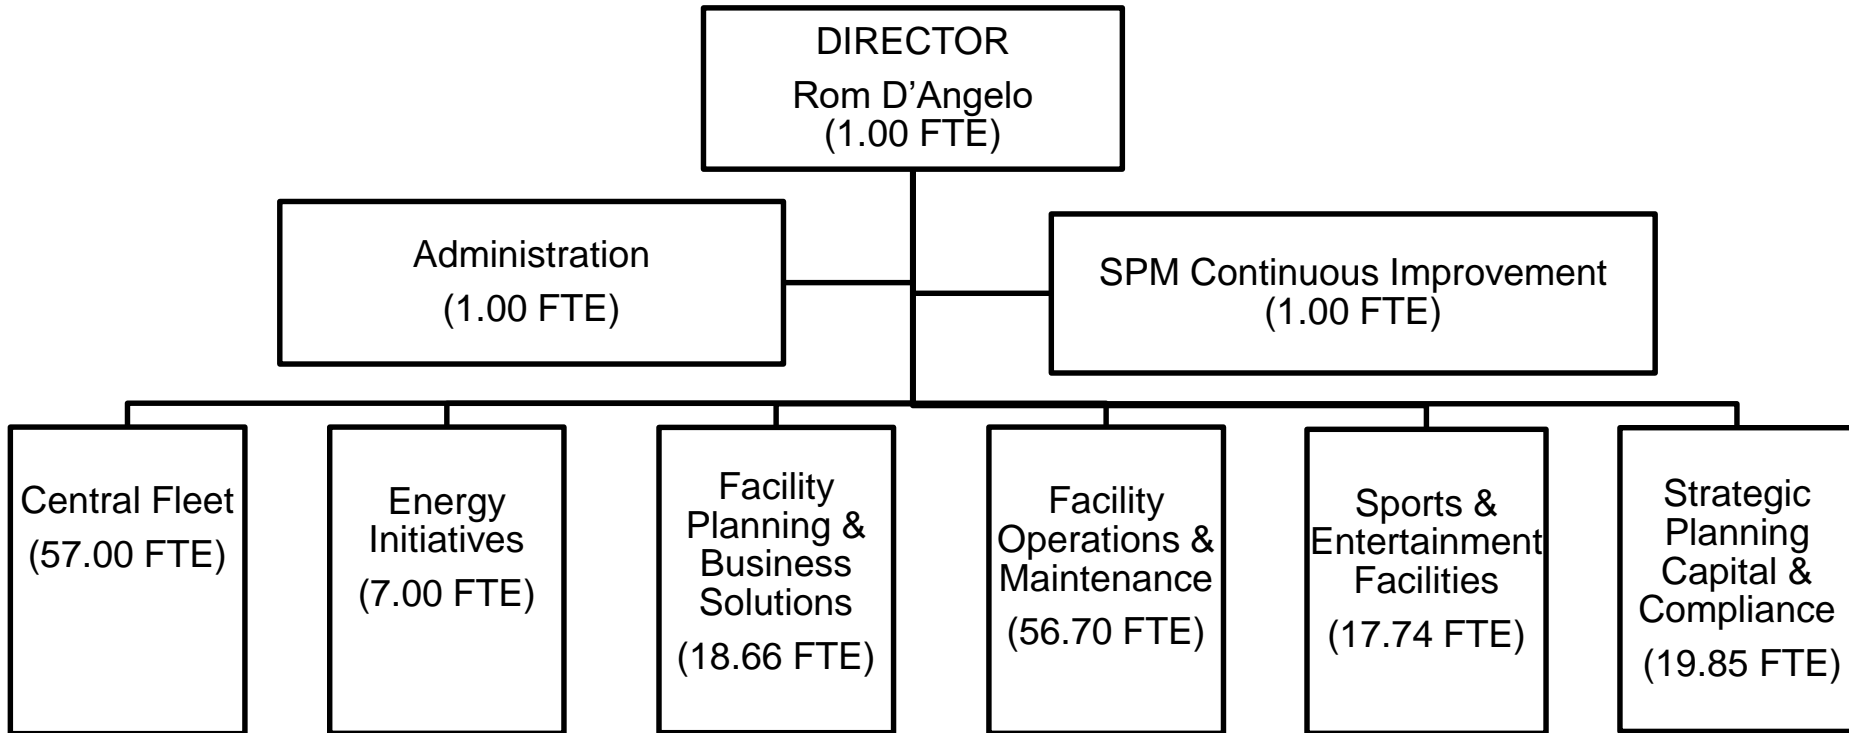 DIRECTOR
Rom D’Angelo
(1.00 FTE)
Administration
(1.00 FTE)
SPM Continuous Improvement
(1.00 FTE)
Central Fleet
(57.00 FTE)
Energy
Initiatives
(7.00 FTE)
Facility
Planning &
Business
Solutions
(18.66 FTE)
Facility
Operations &
Maintenance
(56.70 FTE)
Sports &
Entertainment
Facilities
(17.74 FTE)
Strategic
Planning
Capital &
Compliance
(19.85 FTE)